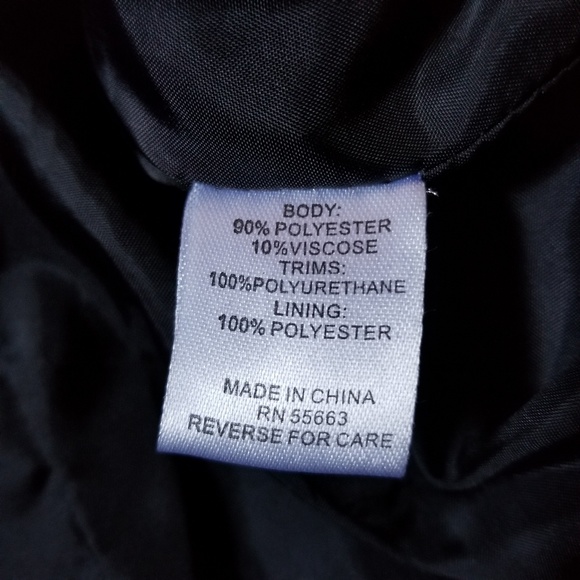 BODY:
90% POLYESTER
10%VISCOSE
TRIMS:
100%POLYURETHANE
LINING:
100% POLYESTER
MADE IN CHINA
RN 55663
REVERSE FOR CARE